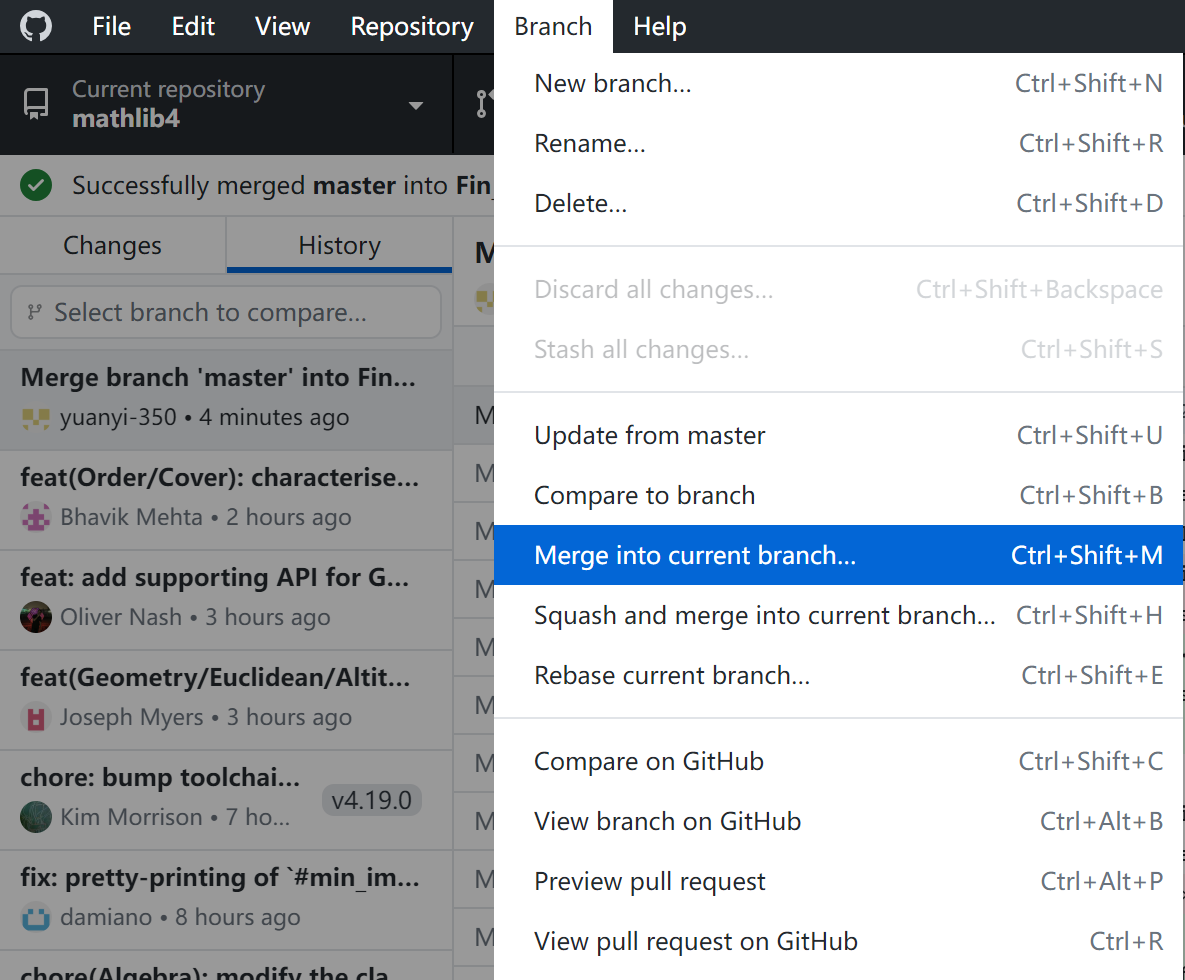 File Edit View Repository Branch Help
Current repository
mathlib4
Successfully merged master into Fin_
Changes History
Select branch to compare...
Merge branch 'master' into Fin...
yuanyi-350 • 4 minutes ago
feat(Order/Cover): characterise...
Bhavik Mehta • 2 hours ago
feat: add supporting API for G...
Oliver Nash • 3 hours ago
feat(Geometry/Euclidean/Altit...
Joseph Myers • 3 hours ago
chore: bump toolchai...
v4.19.0
Kim Morrison • 7 ho...
fix: pretty-printing of `#min_im...
damiano • 8 hours ago
chore(Algebra): modify the cla
M
M
M
M
M
M
M
M
M
M
M
New branch... Ctrl+Shift+N
Rename... Ctrl+Shift+R
Delete... Ctrl+Shift+D
Discard all changes... Ctrl+Shift+Backspace
Stash all changes... Ctrl+Shift+S
Update from master Ctrl+Shift+U
Compare to branch Ctrl+Shift+B
Merge into current branch... Ctrl+Shift+M
Squash and merge into current branch... Ctrl+Shift+H
Rebase current branch... Ctrl+Shift+E
Compare on GitHub Ctrl+Shift+C
View branch on GitHub Ctrl+Alt+B
Preview pull request Ctrl+Alt+P
View pull request on GitHub Ctrl+R